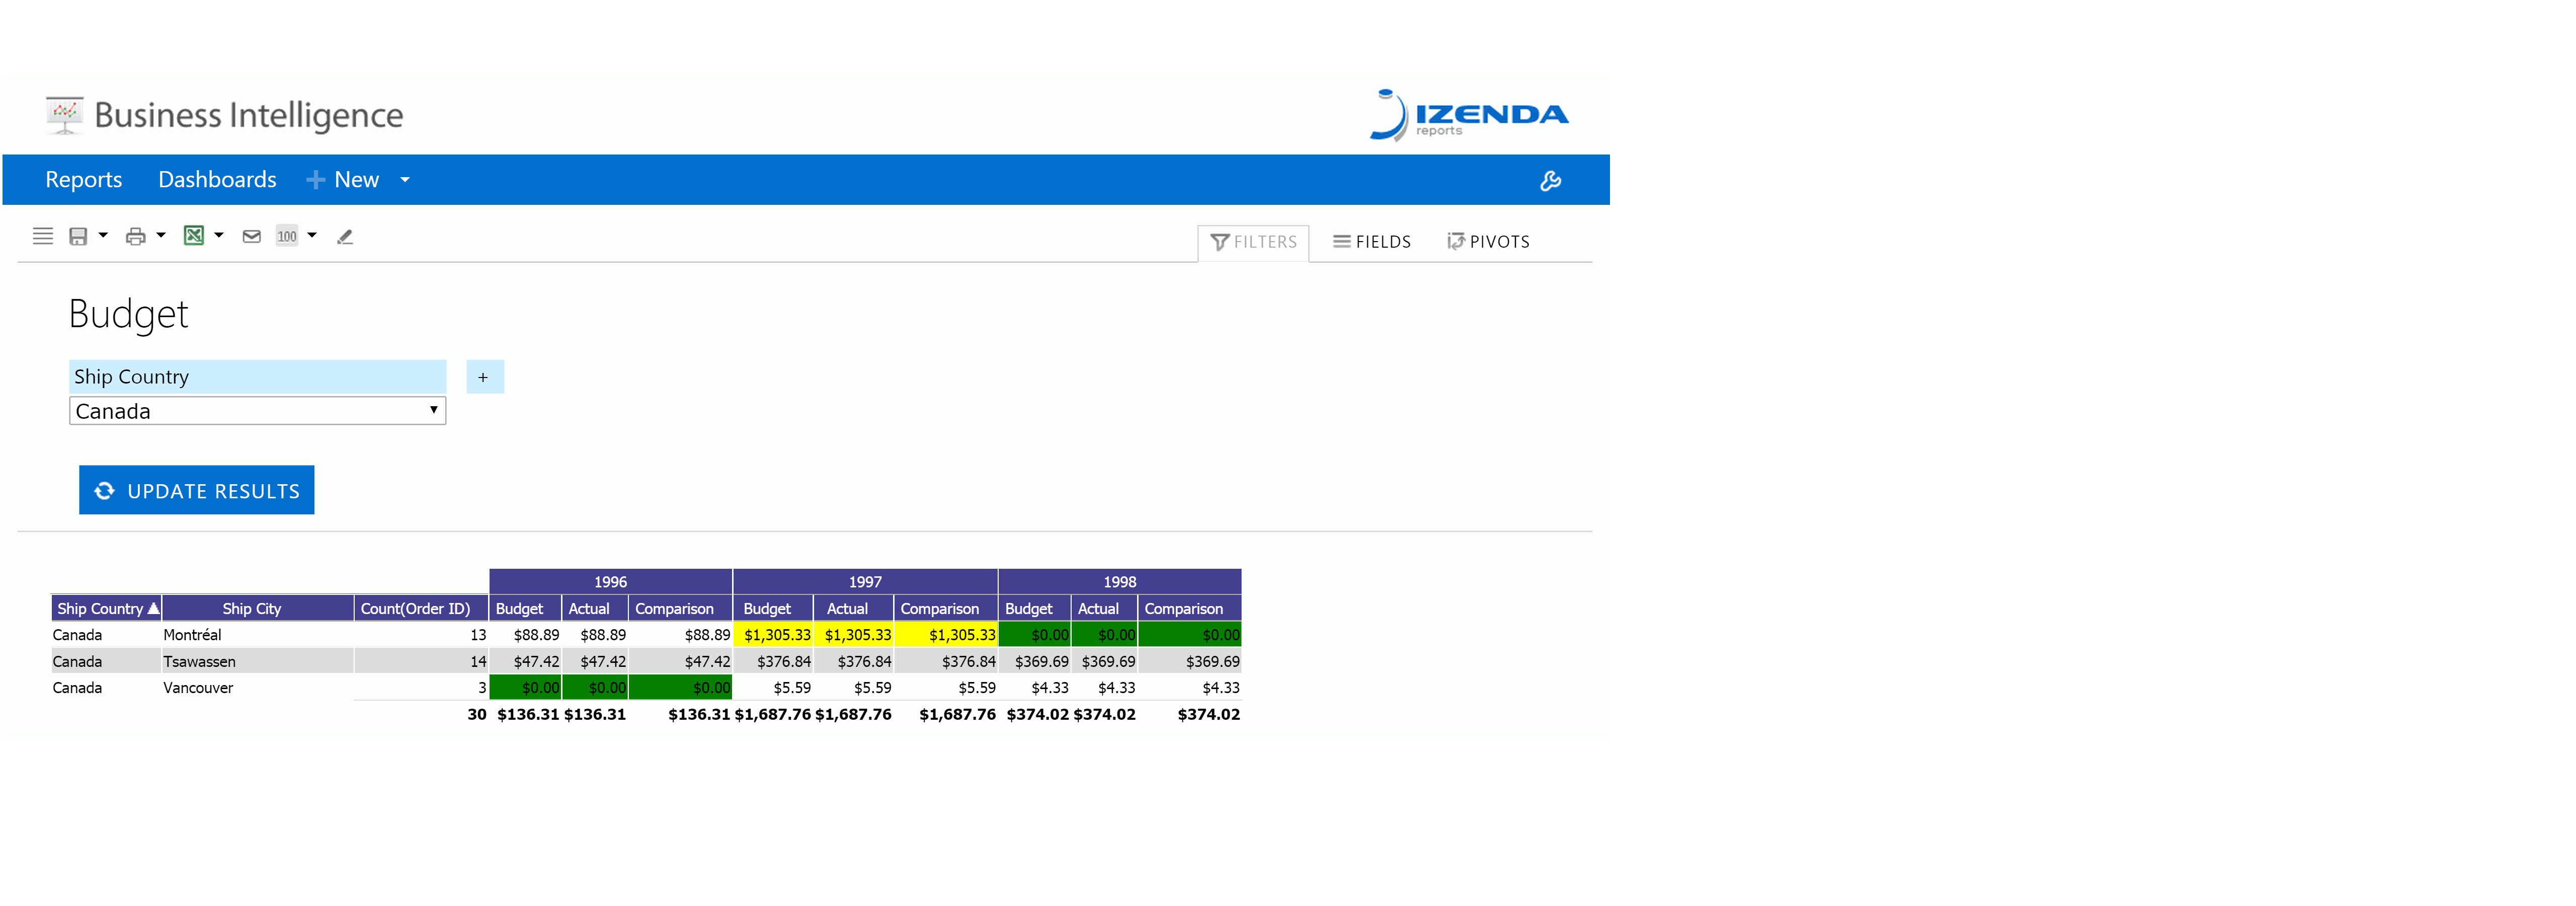 Business Intelligence
IZENDA
reports
Reports Dashboards New
100
FILTERS FIELDS PIVOTS
Budget
Ship Country +
Canada
UPDATE RESULTS
1996 1997 1998
Ship Country Ship City Count(Order ID) Budget Actual Comparison Budget Actual Comparison Budget Actual Comparison
Canada Montréal 13 $88.89 $88.89 $88.89 $1,305.33 $1,305.33 $1,305.33 $0.00 $0.00 $0.00
Canada Tsawassen 14 $47.42 $47.42 $47.42 $376.84 $376.84 $376.84 $369.69 $369.69 $369.69
Canada Vancouver 3 $0.00 $0.00 $0.00 $5.59 $5.59 $5.59 $4.33 $4.33 $4.33
30 $136.31 $136.31 $136.31 $1,687.76 $1,687.76 $1,687.76 $374.02 $374.02 $374.02